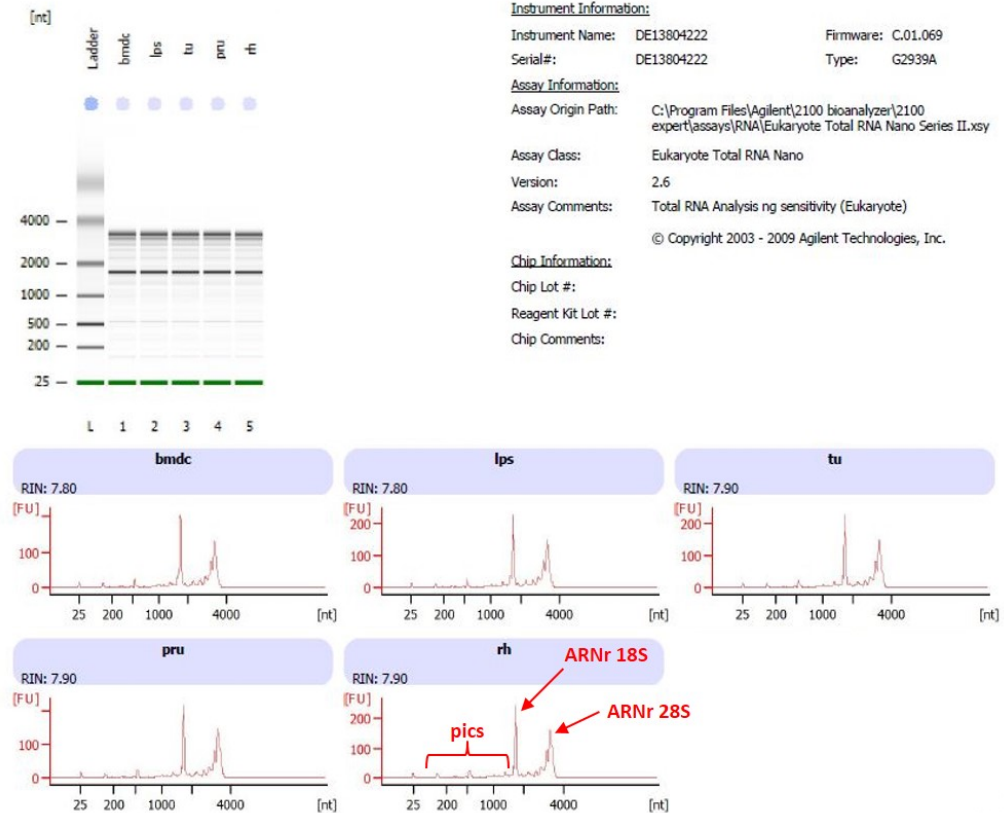 [nt]
Ladder
bmdc
lps
tu
pru
rh
4000
2000
1000
500
200
25
L 1 2 3 4 5
Instrument Information:
Instrument Name: DE13804222 Firmware: C.01.069
Serial#: DE13804222 Type: G2939A
Assay Information:
Assay Origin Path: C:\Program Files\Agilent\2100 bioanalyzer\2100
expert\assays\RNA\Eukaryote Total RNA Nano Series II.xsy
Assay Class: Eukaryote Total RNA Nano
Version: 2.6
Assay Comments: Total RNA Analysis ng sensitivity (Eukaryote)
© Copyright 2003 - 2009 Agilent Technologies, Inc.
Chip Information:
Chip Lot #:
Reagent Kit Lot #:
Chip Comments:
bmdc
RIN: 7.80
[FU]
100
0
25 200 1000 4000 [nt]
lps
RIN: 7.80
[FU]
200
100
0
25 200 1000 4000 [nt]
tu
RIN: 7.90
[FU]
200
100
0
25 200 1000 4000 [nt]
pru
RIN: 7.90
[FU]
100
0
25 200 1000 4000 [nt]
rh
RIN: 7.90
[FU]
200
100
0
25 200 1000 4000 [nt]
ARNr 18S
ARNr 28S
pics